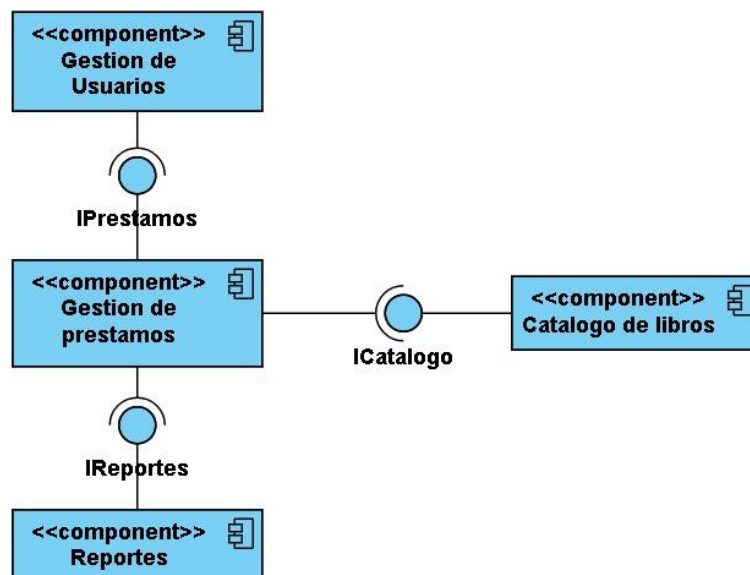 <<component>>
Gestion de
Usuarios
IPrestamos
<<component>>
Gestion de
prestamos
ICatalogo
<<component>>
Catalogo de libros
IReportes
<<component>>
Reportes